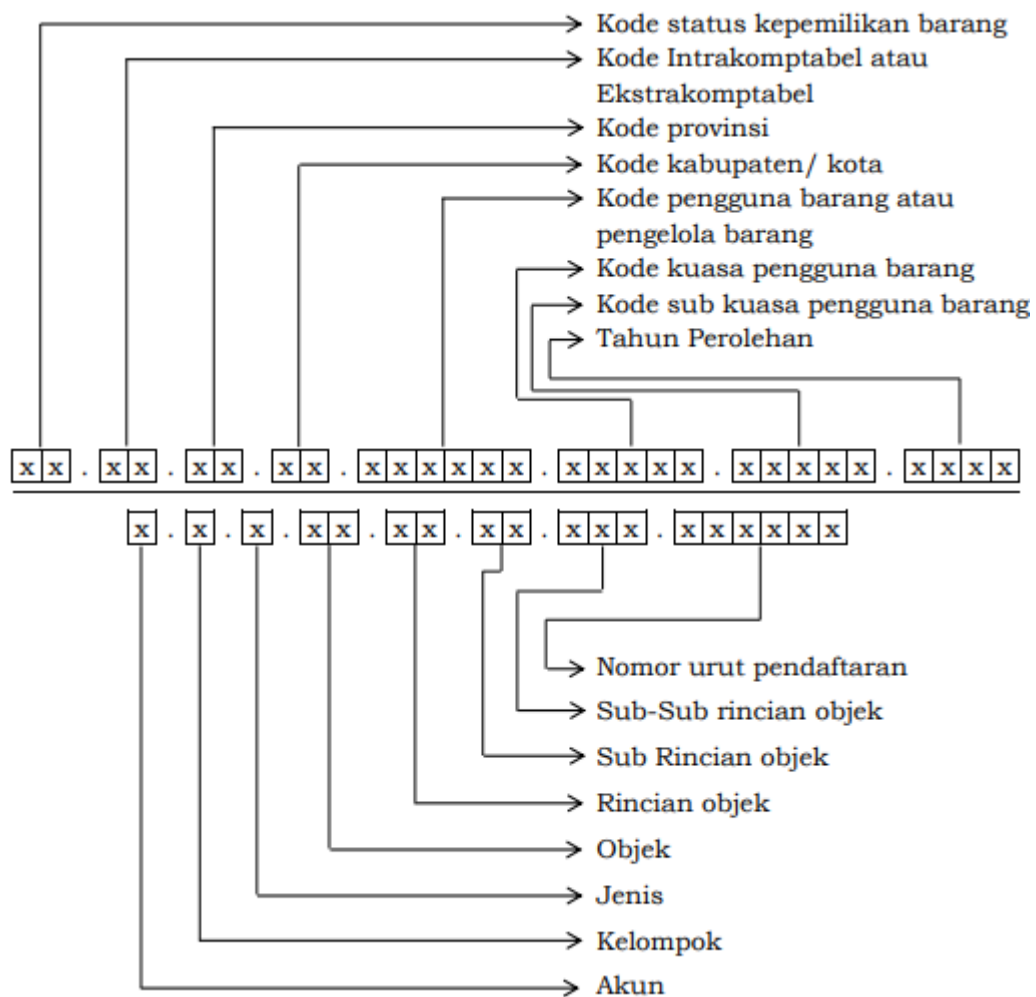 Kode status kepemilikan barang
Kode Intrakomptabel atau
Ekstrakomptabel
Kode provinsi
Kode kabupaten/ kota
Kode pengguna barang atau
pengelola barang
Kode kuasa pengguna barang
Kode sub kuasa pengguna barang
Tahun Perolehan
x x . x x . x x . x x . x x x x x x . x x x x x . x x x x x . x x x x
x . x . x . x x . x x . x x . x x x . x x x x x x
Nomor urut pendaftaran
Sub-Sub rincian objek
Sub Rincian objek
Rincian objek
Objek
Jenis
Kelompok
Akun